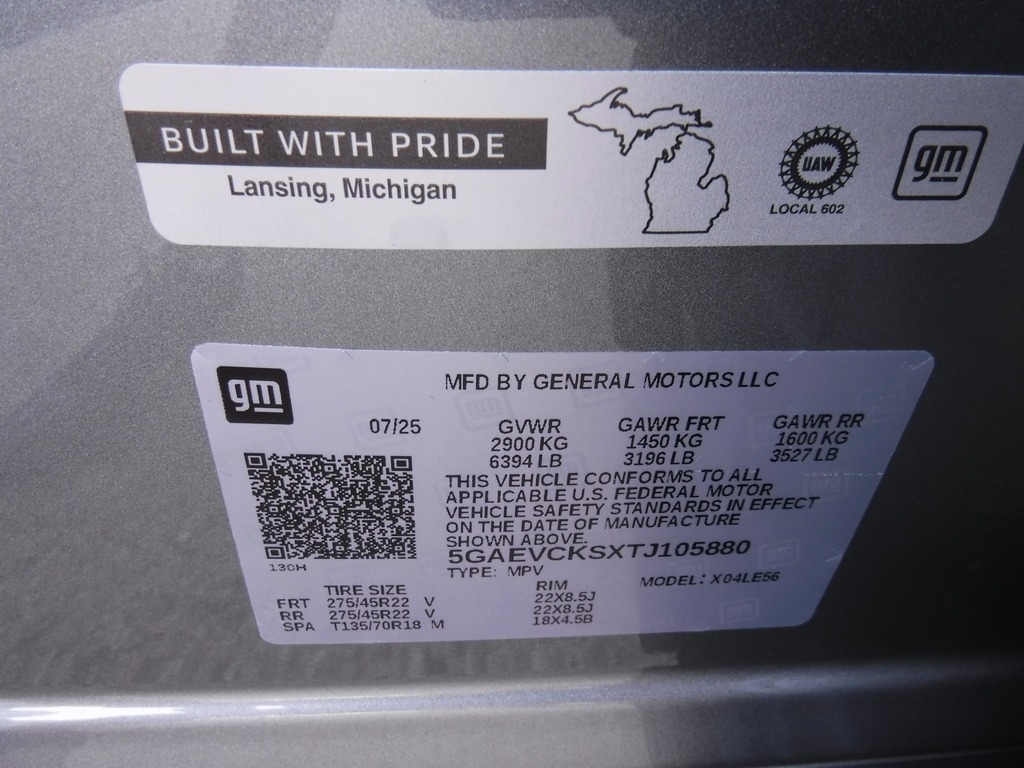 BUILT WITH PRIDE
Lansing, Michigan
UAW
LOCAL 602
gm
gm
MFD BY GENERAL MOTORS LLC
07/25 GVWR GAWR FRT GAWR RR
2900 KG 1450 KG 1600 KG
6394 LB 3196 LB 3527 LB
THIS VEHICLE CONFORMS TO ALL
APPLICABLE U.S. FEDERAL MOTOR
VEHICLE SAFETY STANDARDS IN EFFECT
ON THE DATE OF MANUFACTURE
SHOWN ABOVE.
5GAEVCKSXTJ105880
130H
TYPE: MPV MODEL: X04LE56
TIRE SIZE RIM
FRT 275/45R22 V 22X8.5J
RR 275/45R22 V 22X8.5J
SPA T135/70R18 M 18X4.5B